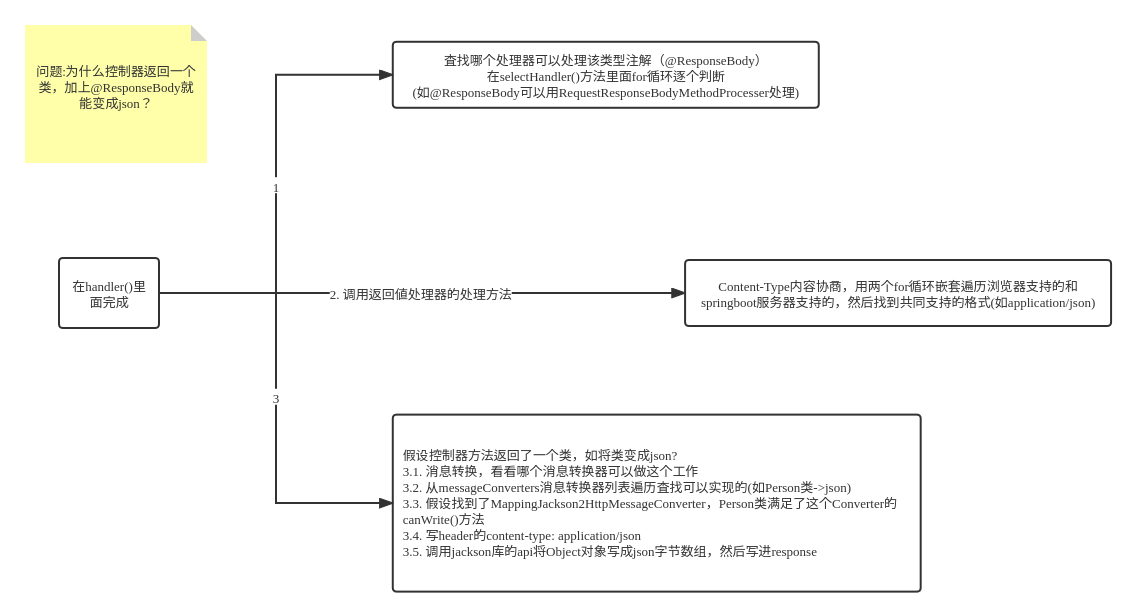 问题:为什么控制器返回一个
类，加上@ResponseBody就
能变成json？
查找哪个处理器可以处理该类型注解（@ResponseBody）
在selectHandler()方法里面for循环逐个判断
(如@ResponseBody可以用RequestResponseBodyMethodProcesser处理)
1
在handler()里
面完成
2. 调用返回值处理器的处理方法
Content-Type内容协商，用两个for循环嵌套遍历浏览器支持的和
springboot服务器支持的，然后找到共同支持的格式(如application/json)
3
假设控制器方法返回了一个类，如将类变成json?
3.1. 消息转换，看看哪个消息转换器可以做这个工作
3.2. 从messageConverters消息转换器列表遍历查找可以实现的(如Person类->json)
3.3. 假设找到了MappingJackson2HttpMessageConverter，Person类满足了这个Converter的
canWrite()方法
3.4. 写header的content-type: application/json
3.5. 调用jackson库的api将Object对象写成json字节数组，然后写进response